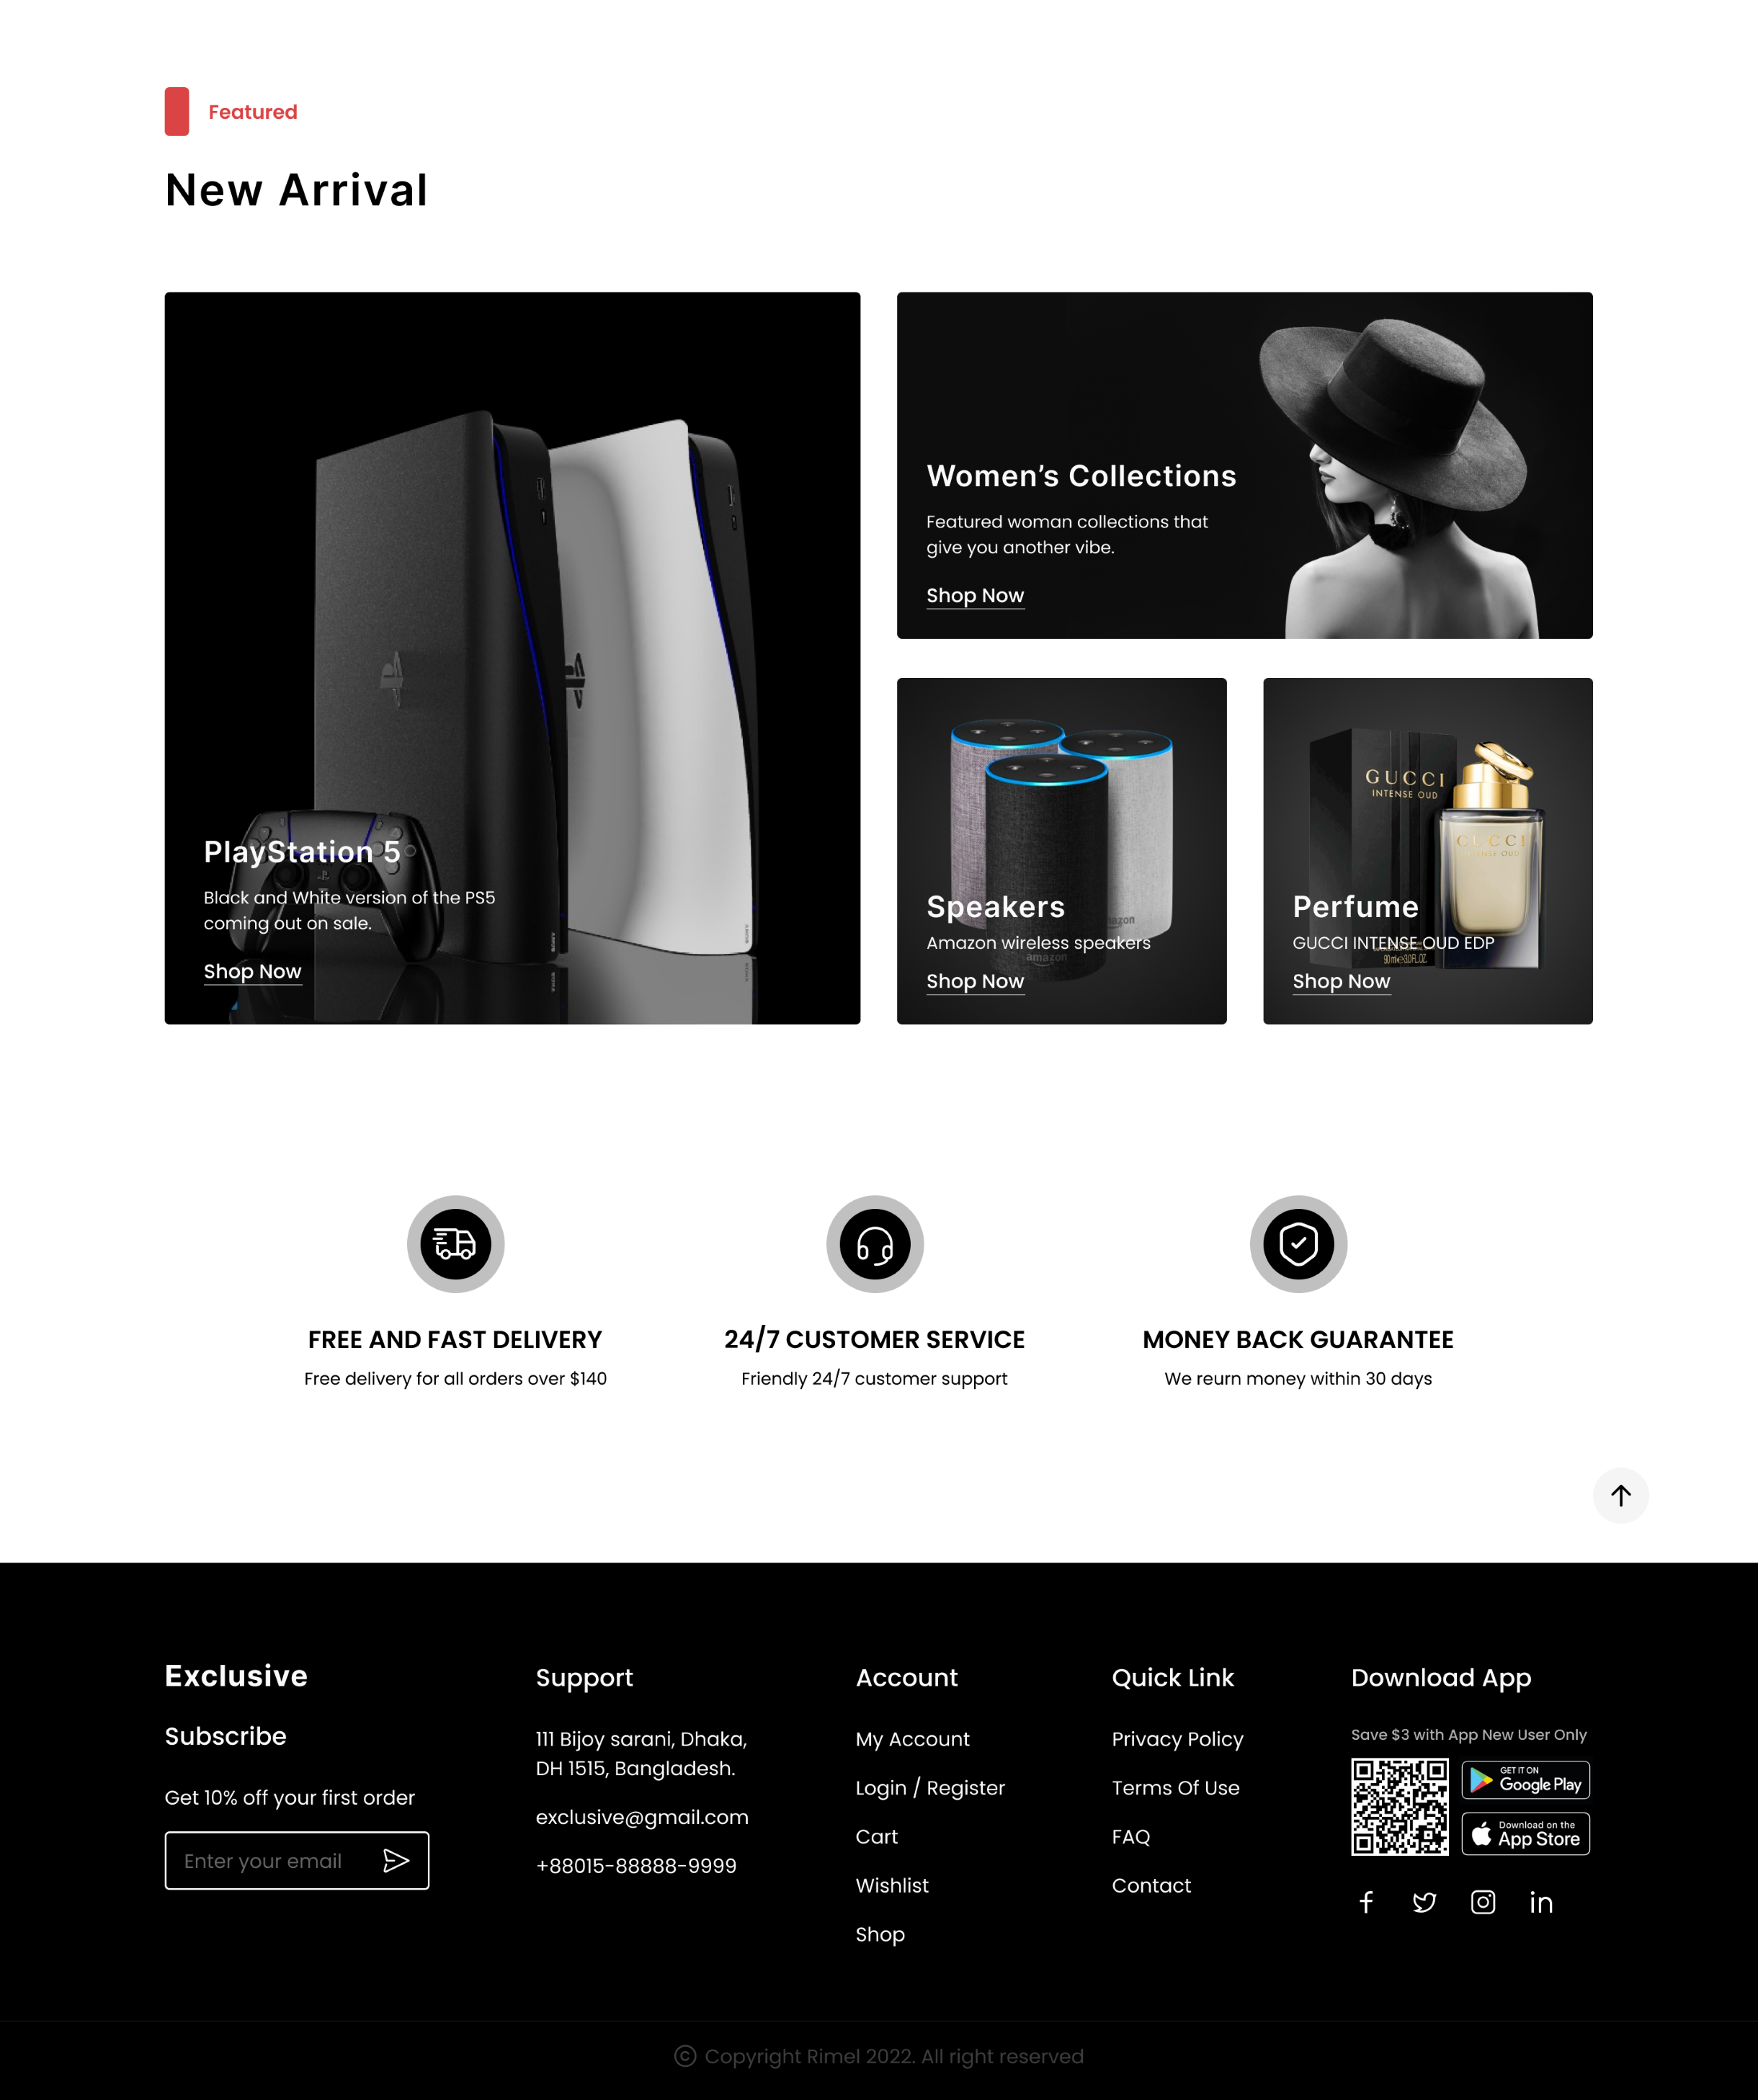 Featured
New Arrival
PlayStation 5
Black and White version of the PS5
coming out on sale.
Shop Now
Women’s Collections
Featured woman collections that
give you another vibe.
Shop Now
amazon
Speakers
Amazon wireless speakers
Shop Now
GUCCI
INTENSE OUD
GUCCI
Perfume
GUCCI INTENSE OUD EDP
Shop Now
FREE AND FAST DELIVERY
Free delivery for all orders over $140
24/7 CUSTOMER SERVICE
Friendly 24/7 customer support
MONEY BACK GUARANTEE
We reurn money within 30 days
Exclusive
Subscribe
Get 10% off your first order
Enter your email
Support
111 Bijoy sarani, Dhaka,
DH 1515, Bangladesh.
exclusive@gmail.com
+88015-88888-9999
Account
My Account
Login / Register
Cart
Wishlist
Shop
Quick Link
Privacy Policy
Terms Of Use
FAQ
Contact
Download App
Save $3 with App New User Only
GET IT ON
Google Play
Download on the
App Store
© Copyright Rimel 2022. All right reserved